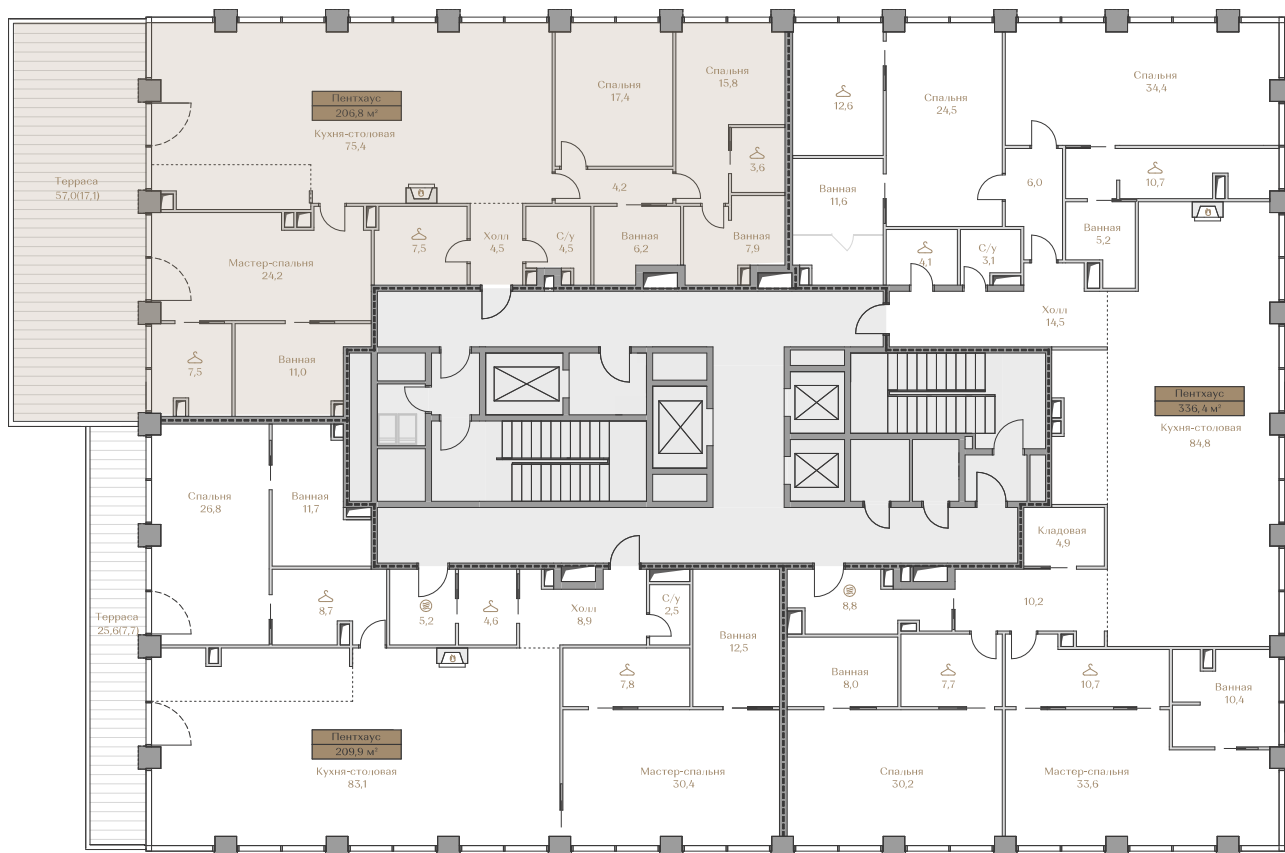 Пентхаус
206,8 м²
Кухня-столовая
75,4
Спальня
17,4
Спальня
15,8
3,6
4,2
Терраса
57,0(17,1)
Мастер-спальня
24,2
7,5
Холл
4,5
С/у
4,5
Ванная
6,2
Ванная
7,9
7,5
Ванная
11,0
12,6
Спальня
24,5
Спальня
34,4
Ванная
11,6
6,0
10,7
Ванная
5,2
4,1
С/у
3,1
Холл
14,5
Пентхаус
336,4 м²
Кухня-столовая
84,8
Кладовая
4,9
8,8
10,2
Ванная
8,0
7,7
10,7
Ванная
10,4
Спальня
30,2
Мастер-спальня
33,6
Спальня
26,8
Ванная
11,7
Терраса
25,6(7,7)
8,7
5,2
4,6
Холл
8,9
С/у
2,5
Ванная
12,5
7,8
Пентхаус
209,9 м²
Кухня-столовая
83,1
Мастер-спальня
30,4